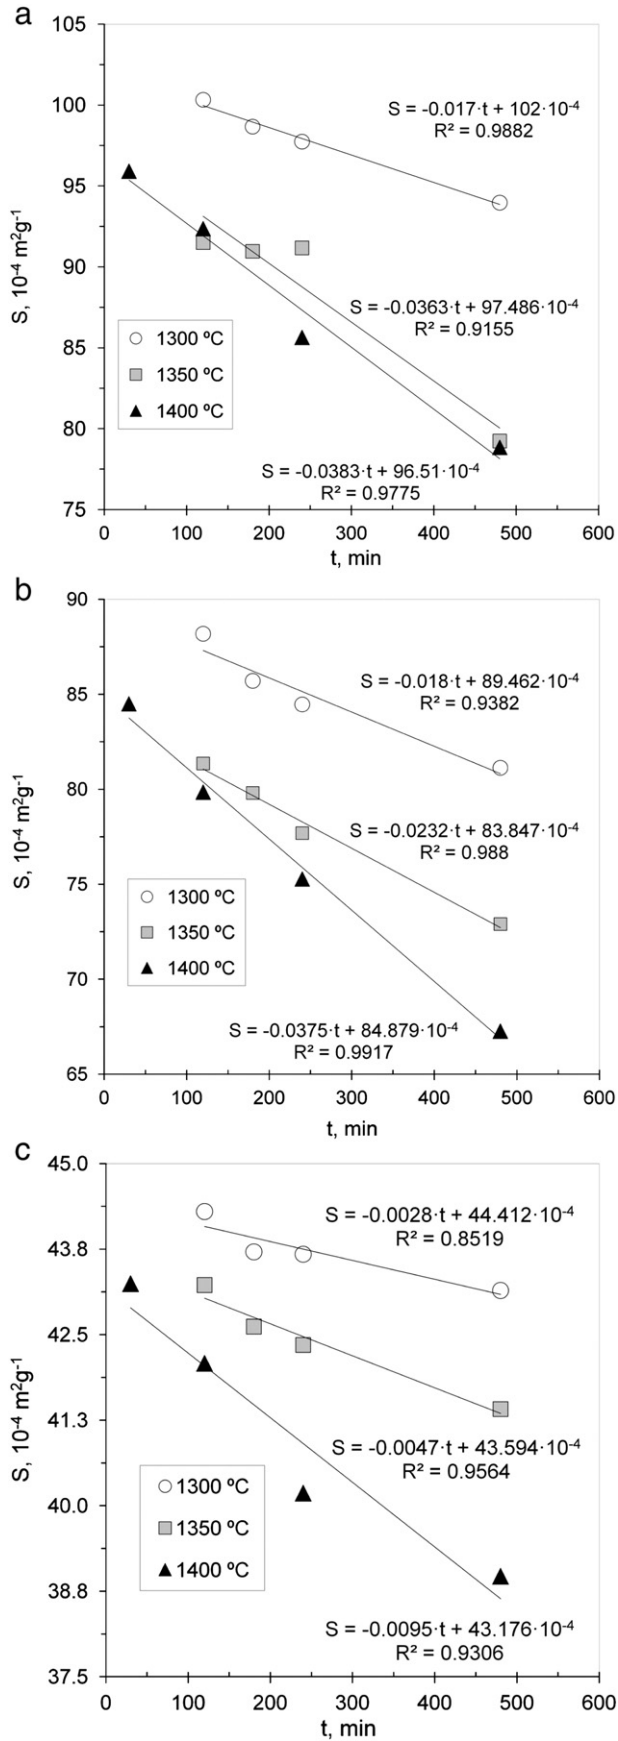 a
105
100
95
90
85
80
75
S, 10⁻⁴ m²g⁻¹
S = -0.017·t + 102·10⁻⁴
R² = 0.9882
S = -0.0363·t + 97.486·10⁻⁴
R² = 0.9155
1300 ºC
1350 ºC
1400 ºC
S = -0.0383·t + 96.51·10⁻⁴
R² = 0.9775
0 100 200 300 400 500 600
t, min
b
90
85
80
75
70
65
S, 10⁻⁴ m²g⁻¹
S = -0.018·t + 89.462·10⁻⁴
R² = 0.9382
S = -0.0232·t + 83.847·10⁻⁴
R² = 0.988
1300 ºC
1350 ºC
1400 ºC
S = -0.0375·t + 84.879·10⁻⁴
R² = 0.9917
0 100 200 300 400 500 600
t, min
c
45.0
43.8
42.5
41.3
40.0
38.8
37.5
S, 10⁻⁴ m²g⁻¹
S = -0.0028·t + 44.412·10⁻⁴
R² = 0.8519
S = -0.0047·t + 43.594·10⁻⁴
R² = 0.9564
1300 ºC
1350 ºC
1400 ºC
S = -0.0095·t + 43.176·10⁻⁴
R² = 0.9306
0 100 200 300 400 500 600
t, min